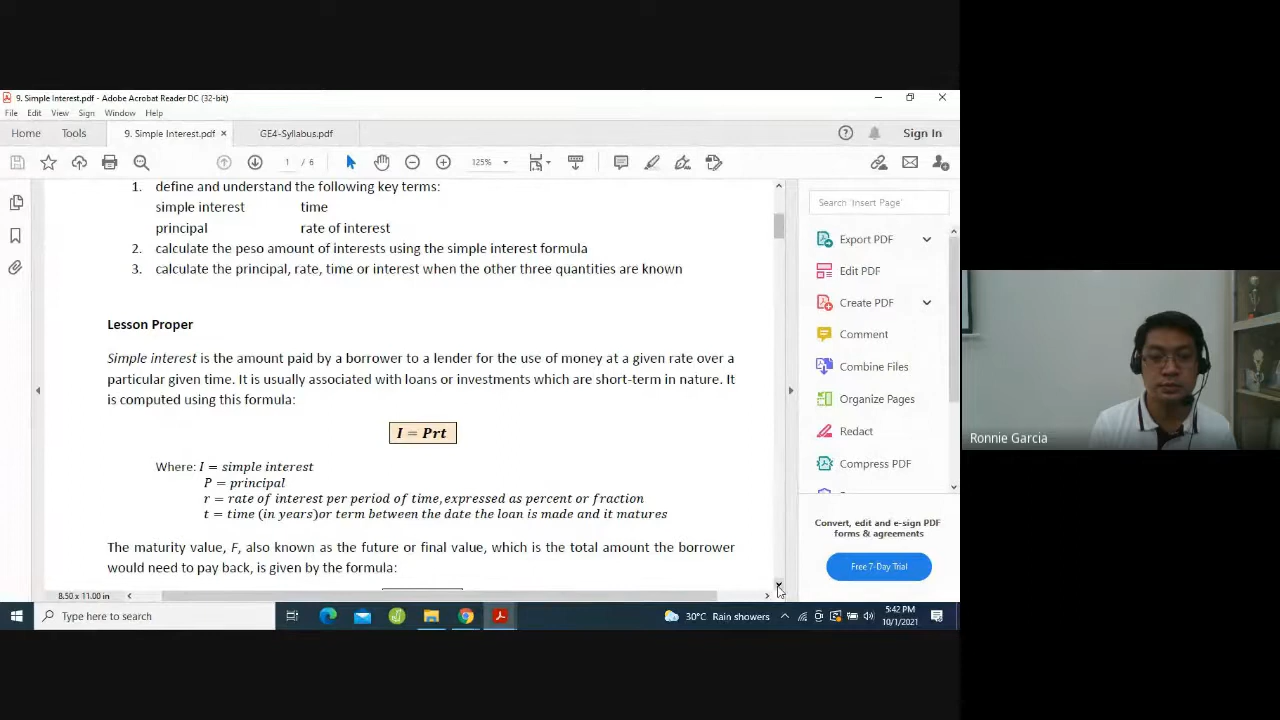 9. Simple Interest.pdf - Adobe Acrobat Reader DC (32-bit)
File Edit View Sign Window Help
Home Tools 9. Simple Interest.pdf × GE4-Syllabus.pdf Sign In
1 / 6 125%
1. define and understand the following key terms:
simple interest time
principal rate of interest
2. calculate the peso amount of interests using the simple interest formula
3. calculate the principal, rate, time or interest when the other three quantities are known
Lesson Proper
Simple interest is the amount paid by a borrower to a lender for the use of money at a given rate over a
particular given time. It is usually associated with loans or investments which are short-term in nature. It
is computed using this formula:
I = Prt
Where: I = simple interest
P = principal
r = rate of interest per period of time, expressed as percent or fraction
t = time (in years)or term between the date the loan is made and it matures
The maturity value, F, also known as the future or final value, which is the total amount the borrower
would need to pay back, is given by the formula:
8.50 x 11.00 in
Search 'Insert Page'
Export PDF
Edit PDF
Create PDF
Comment
Combine Files
Organize Pages
Redact
Compress PDF
Convert, edit and e-sign PDF
forms & agreements
Free 7-Day Trial
Type here to search
30°C Rain showers
5:42 PM
10/1/2021
Ronnie Garcia